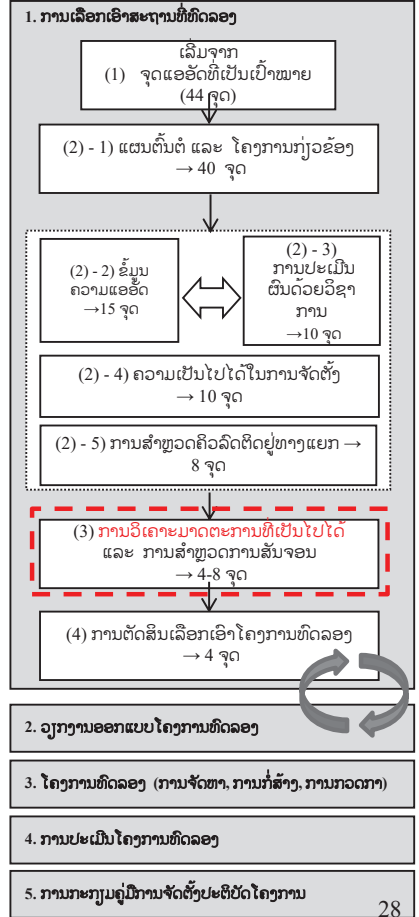 1. ການເລືອກເອົາສະຖານທີ່ທົດລອງ
ເລີ່ມຈາກ
(1) ຈຸດແອອັດທີ່ເປັນເປົ້າໝາຍ
(44 ຈຸດ)
(2) - 1) ແຜນຕົ້ນຕໍ ແລະ ໂຄງການກ່ຽວຂ້ອງ
→ 40 ຈຸດ
(2) - 2) ຂໍ້ມູນ
ຄວາມແອອັດ
→15 ຈຸດ
(2) - 3)
ການປະເມີນ
ຜົນດ້ວຍວິຊາ
ການ
→10 ຈຸດ
(2) - 4) ຄວາມເປັນໄປໄດ້ໃນການຈັດຕັ້ງ
→ 10 ຈຸດ
(2) - 5) ການສຳຫຼວດຄິວລົດຕິດຢູ່ທາງແຍກ →
8 ຈຸດ
(3) ການວິເຄາະມາດຕະການທີ່ເປັນໄປໄດ້
ແລະ ການສຳຫຼວດການສັນຈອນ
→ 4-8 ຈຸດ
(4) ການຕັດສິນເລືອກເອົາໂຄງການທົດລອງ
→ 4 ຈຸດ
2. ວຽກງານອອກແບບໂຄງການທົດລອງ
3. ໂຄງການທົດລອງ (ການຈັດຫາ, ການກໍ່ສ້າງ, ການກວດກາ)
4. ການປະເມີນໂຄງການທົດລອງ
5. ການກະກຽມຄູ່ມືການຈັດຕັ້ງປະຕິບັດໂຄງການ
28